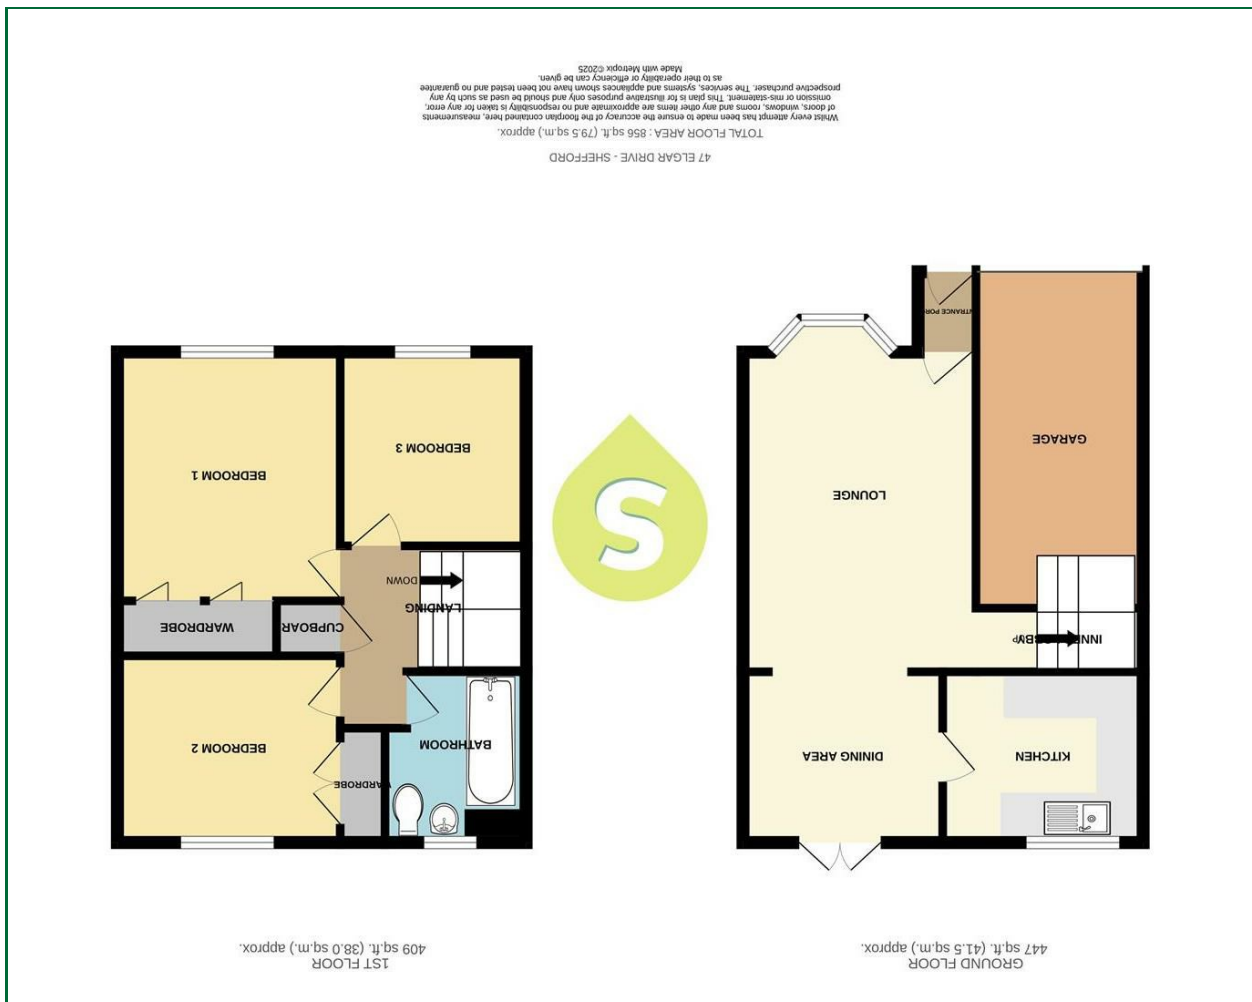 GROUND FLOOR
447 sq.ft. (41.5 sq.m.) approx.
KITCHEN
DINING AREA
LOUNGE
GARAGE
1ST FLOOR
409 sq.ft. (38.0 sq.m.) approx.
BATHROOM
WARDROBE
BEDROOM 2
LANDING
DOWN
CUPBOAR
WARDROBE
BEDROOM 3
BEDROOM 1
S
47 ELGAR DRIVE - SHEFFORD
TOTAL FLOOR AREA : 856 sq.ft. (79.5 sq.m.) approx.
Whilst every attempt has been made to ensure the accuracy of the floorplan contained here, measurements
of doors, windows, rooms and any other items are approximate and no responsibility is taken for any error,
omission or mis-statement. This plan is for illustrative purposes only and should be used as such by any
prospective purchaser. The services, systems and appliances shown have not been tested and no guarantee
as to their operability or efficiency can be given.
Made with Metropix ©2025